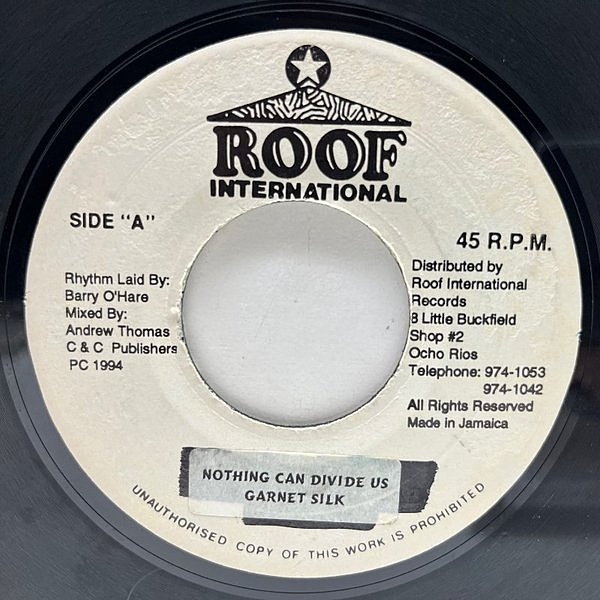 ROOF
INTERNATIONAL
SIDE "A"
45 R.P.M.
Rhythm Laid By:
Barry O'Hare
Mixed By:
Andrew Thomas
C & C Publishers
PC 1994
Distributed by
Roof International
Records
8 Little Buckfield
Shop #2
Ocho Rios
Telephone: 974-1053
974-1042
All Rights Reserved
Made in Jamaica
NOTHING CAN DIVIDE US
GARNET SILK
UNAUTHORISED COPY OF THIS WORK IS PROHIBITED